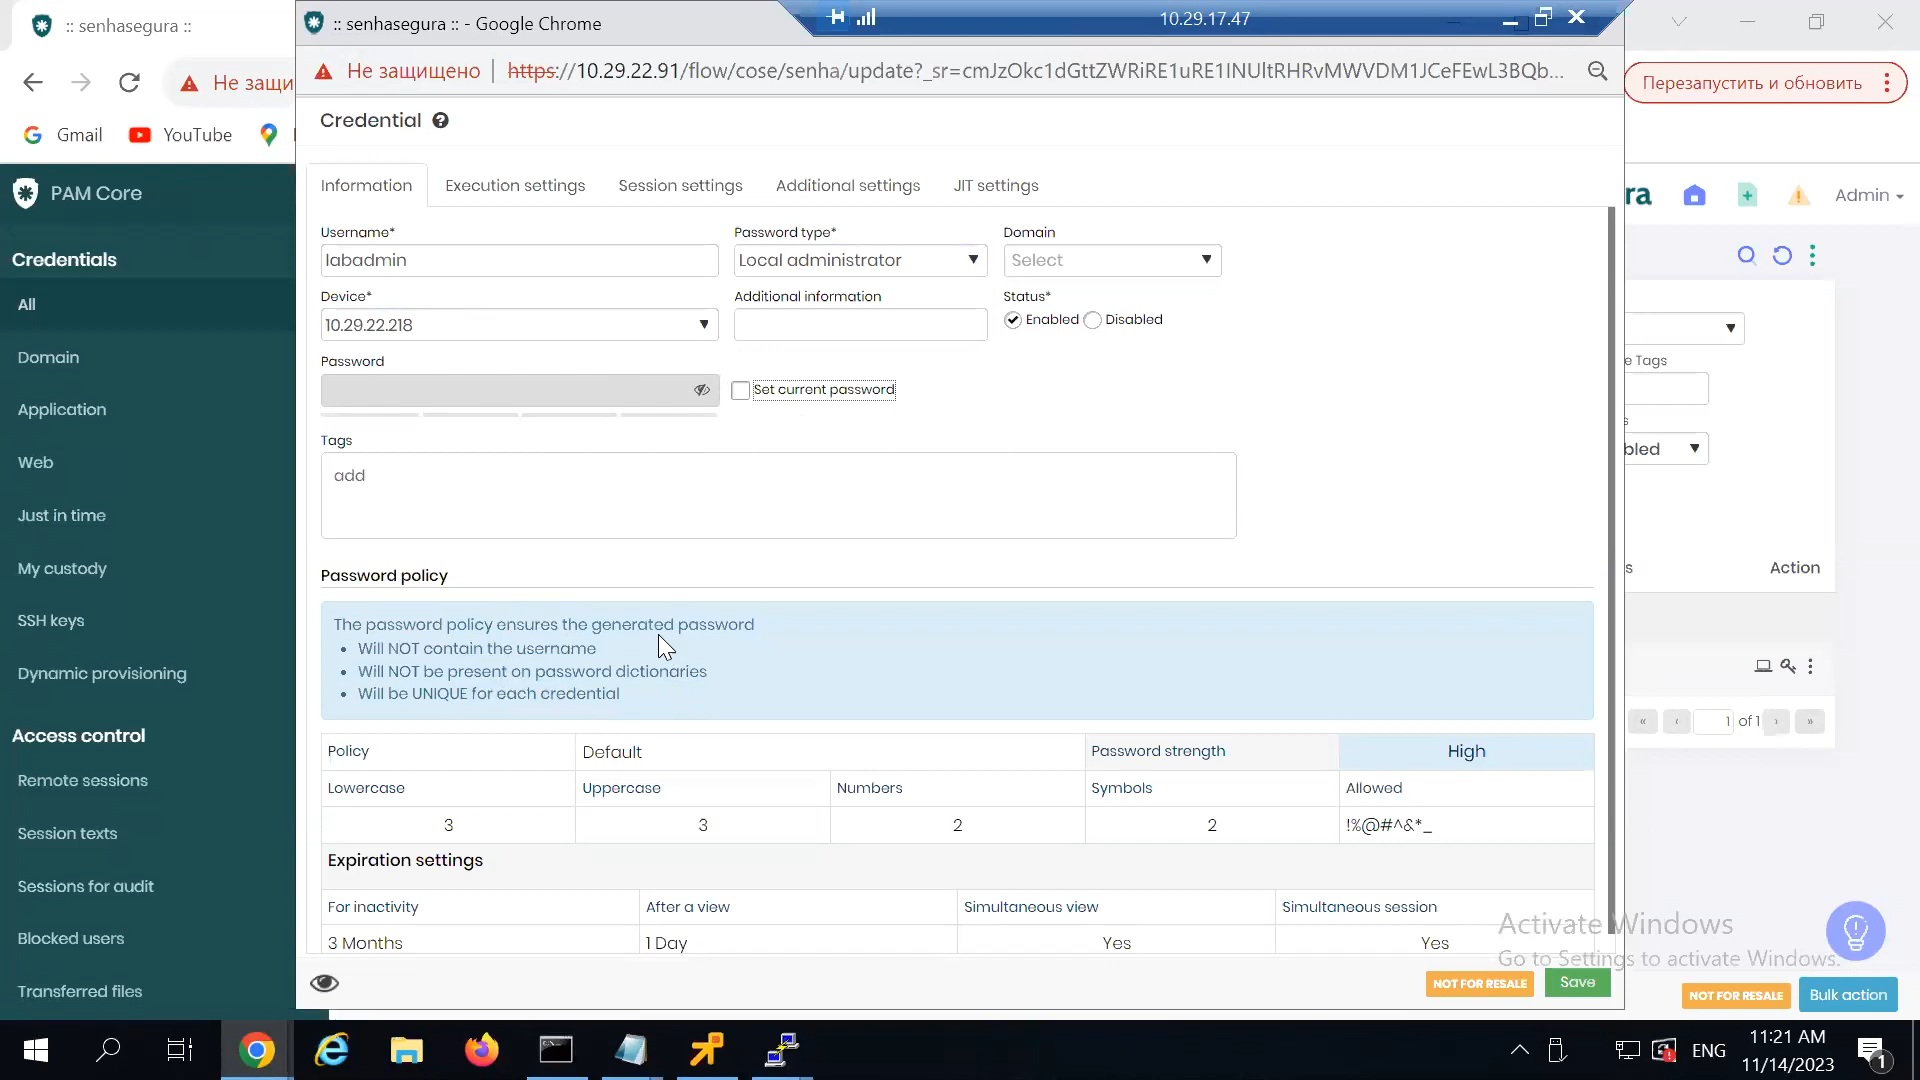 :: senhasegura ::
:: senhasegura :: - Google Chrome
10.29.17.47
Не защищено
https://10.29.22.91/flow/cose/senha/update?_sr=cmJzOkc1dGttZWRiRE1uRE1INUltRHRvMWVDM1JCeFEwL3BQb...
Не защи
Перезапустить и обновить
Gmail
YouTube
PAM Core
Credentials
All
Domain
Application
Web
Just in time
My custody
SSH keys
Dynamic provisioning
Access control
Remote sessions
Session texts
Sessions for audit
Blocked users
Transferred files
Credential
Information
Execution settings
Session settings
Additional settings
JIT settings
Username*
Password type*
Domain
labadmin
Local administrator
Select
Device*
Additional information
Status*
10.29.22.218
Enabled
Disabled
Password
Set current password
Tags
add
Password policy
The password policy ensures the generated password
• Will NOT contain the username
• Will NOT be present on password dictionaries
• Will be UNIQUE for each credential
Policy
Default
Password strength
High
Lowercase
Uppercase
Numbers
Symbols
Allowed
3
3
2
2
!%@#^&*_
Expiration settings
For inactivity
After a view
Simultaneous view
Simultaneous session
3 Months
1 Day
Yes
Yes
NOT FOR RESALE
Save
ra
Admin
e Tags
s
bled
s
Action
1 of 1
Activate Windows
Go to Settings to activate Windows.
NOT FOR RESALE
Bulk action
ENG
11:21 AM
11/14/2023
1